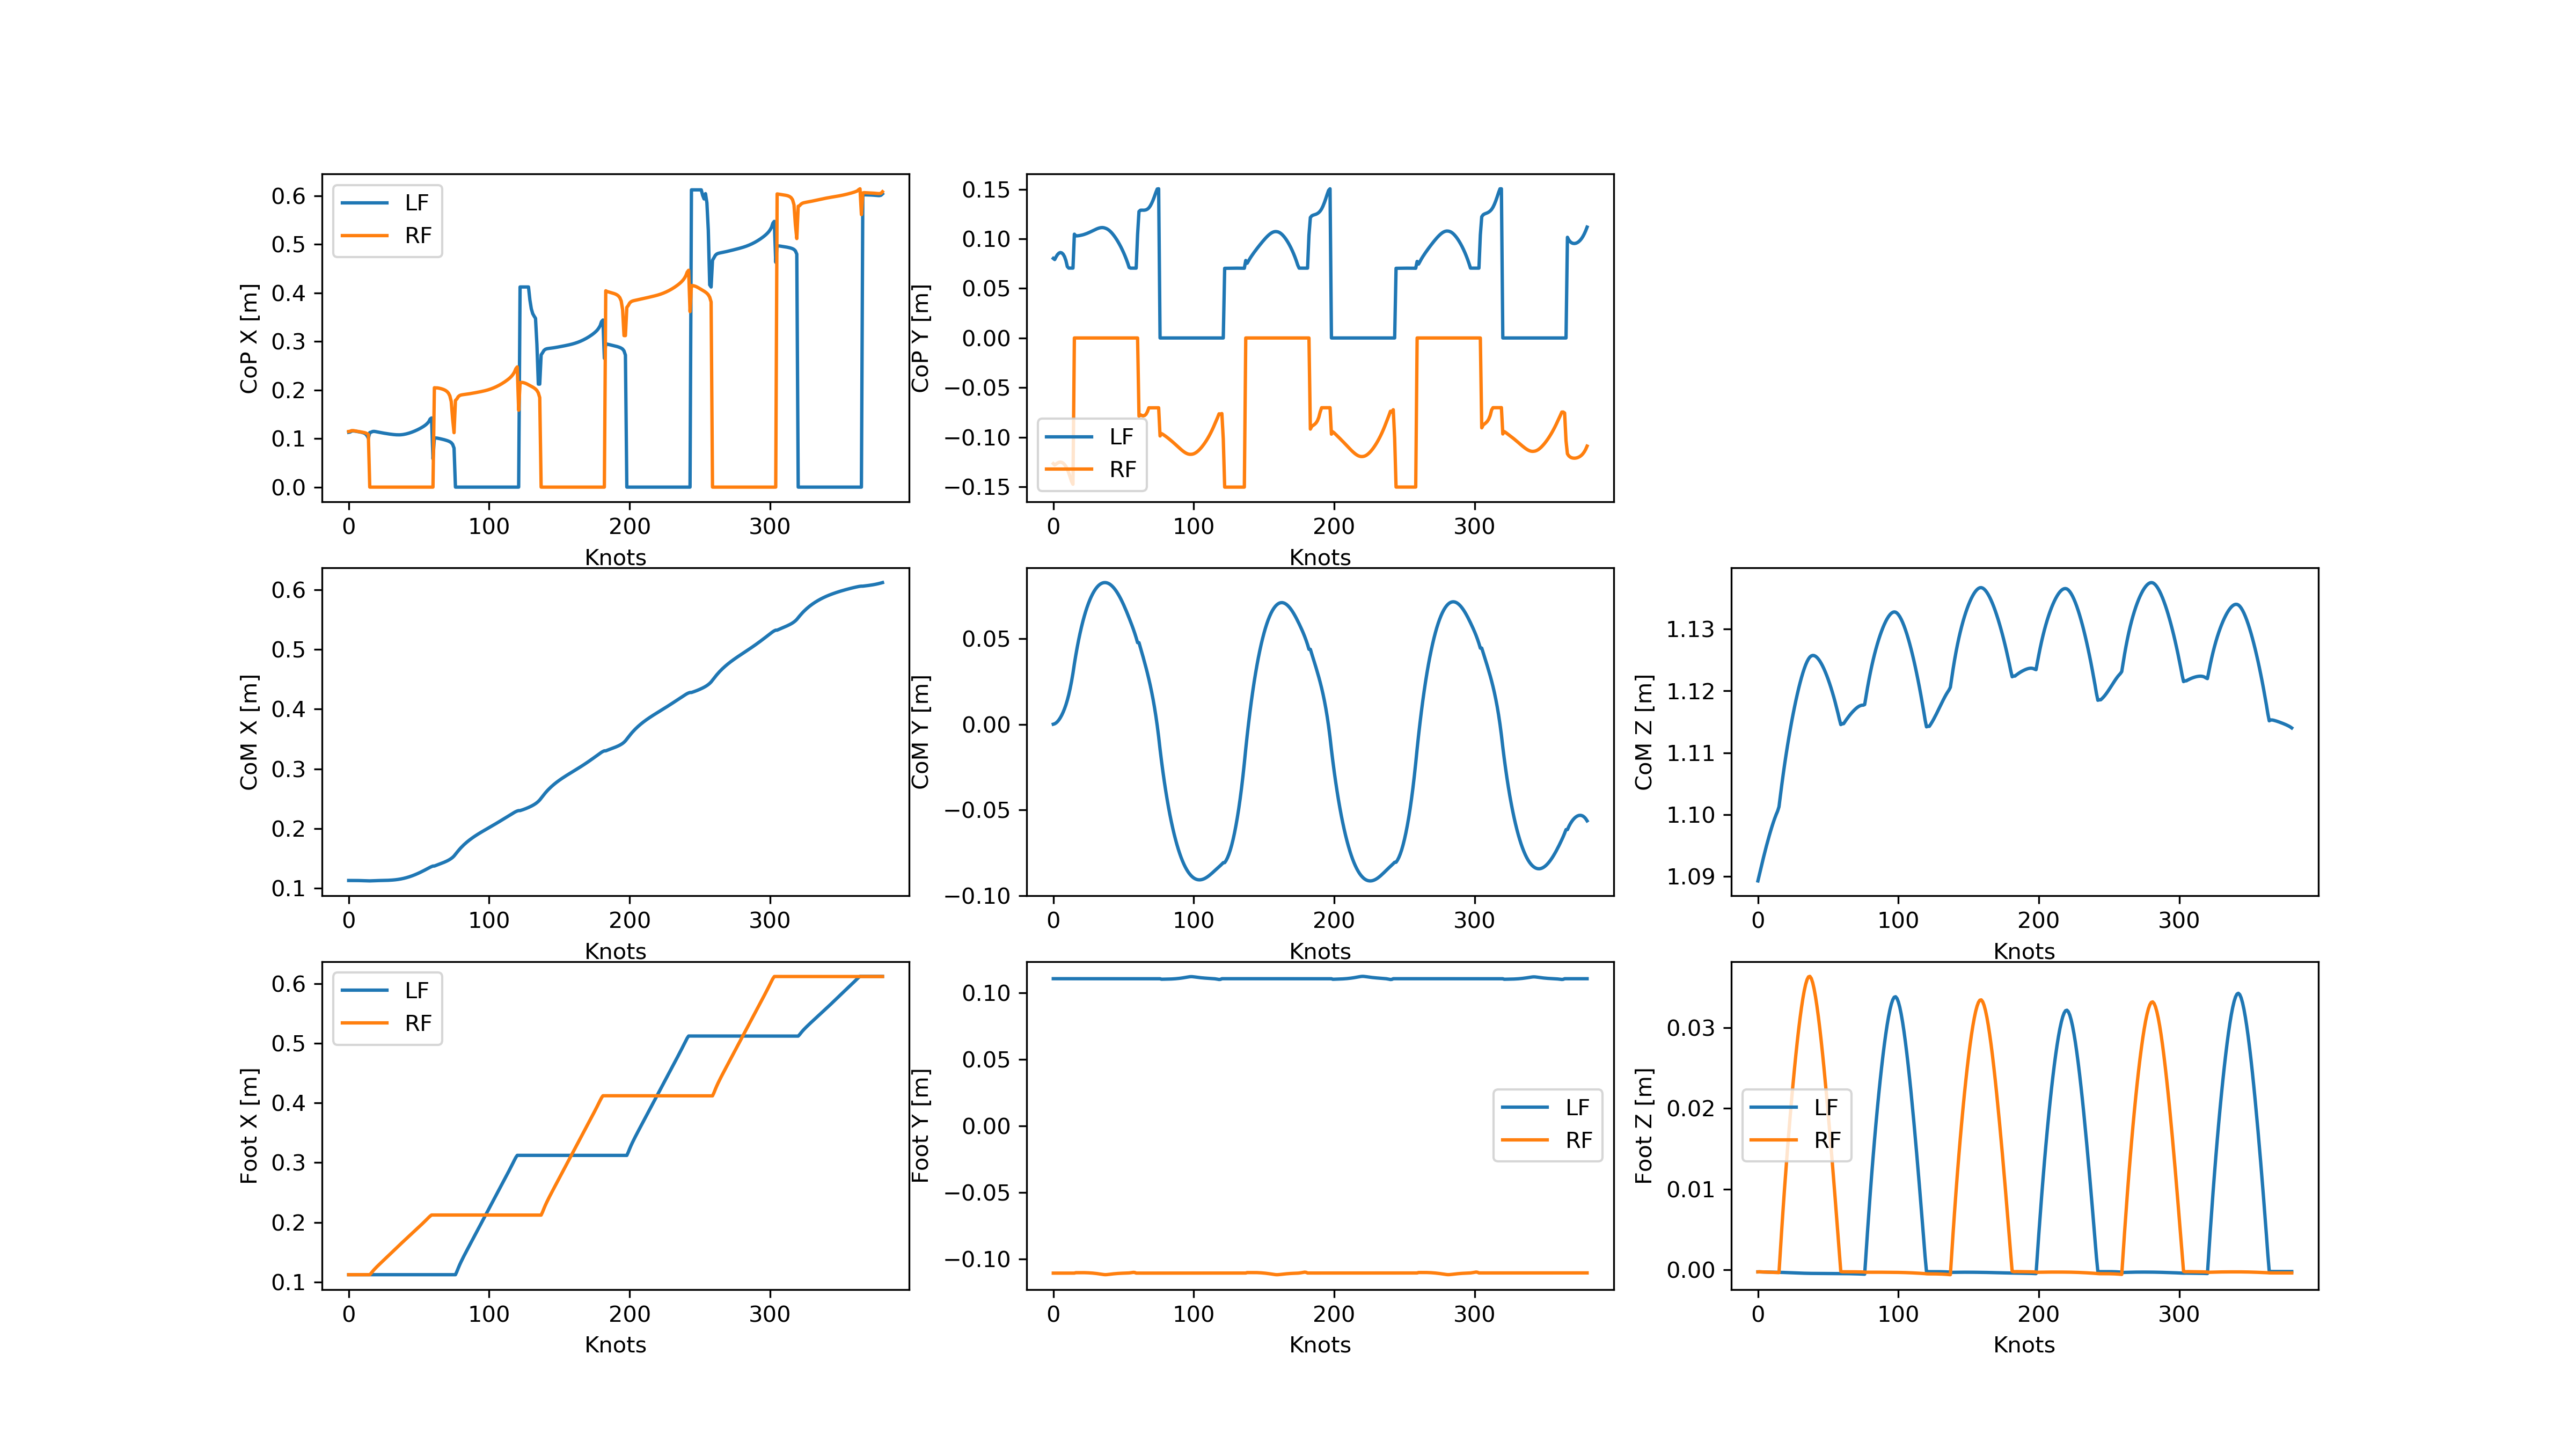 CoP X [m]
0.6
0.5
0.4
0.3
0.2
0.1
0.0
LF
RF
0 100 200 300
Knots
CoP Y [m]
0.15
0.10
0.05
0.00
−0.05
−0.10
−0.15
LF
RF
0 100 200 300
Knots
CoM X [m]
0.6
0.5
0.4
0.3
0.2
0.1
0 100 200 300
Knots
CoM Y [m]
0.05
0.00
−0.05
−0.10
0 100 200 300
Knots
CoM Z [m]
1.13
1.12
1.11
1.10
1.09
0 100 200 300
Knots
Foot X [m]
0.6
0.5
0.4
0.3
0.2
0.1
LF
RF
0 100 200 300
Knots
Foot Y [m]
0.10
0.05
0.00
−0.05
−0.10
LF
RF
0 100 200 300
Knots
Foot Z [m]
0.03
0.02
0.01
0.00
LF
RF
0 100 200 300
Knots